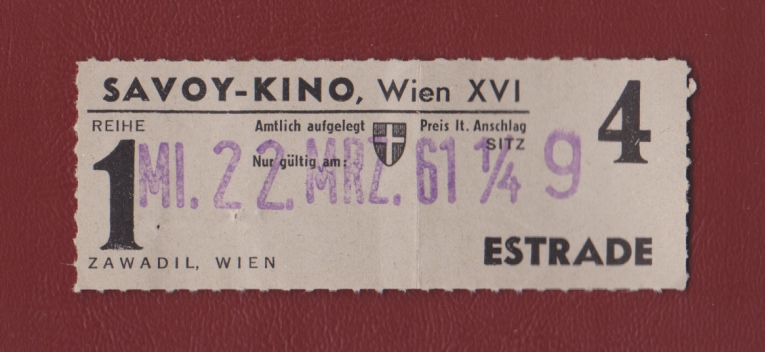 SAVOY-KINO, Wien XVI
REIHE
1
Amtlich aufgelegt
Preis lt. Anschlag
SITZ
4
Nur gültig am:
MI. 22. MRZ. 61 1/4 9
ESTRADE
ZAWADIL, WIEN